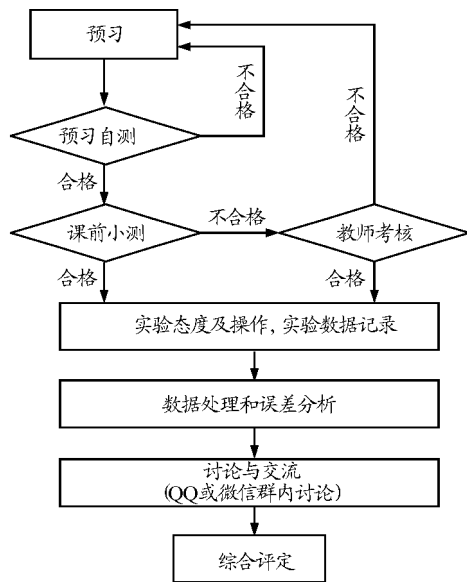 预习
不合格
不合格
预习自测
合格
课前小测
不合格
教师考核
合格
合格
实验态度及操作, 实验数据记录
数据处理和误差分析
讨论与交流
(QQ或微信群内讨论)
综合评定